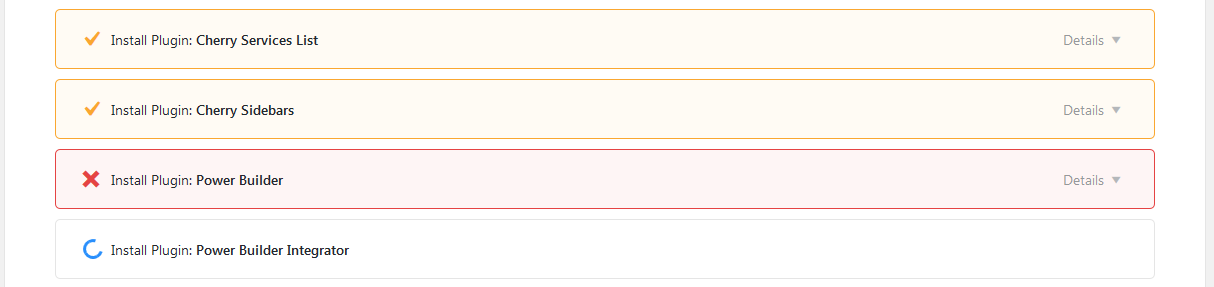 Install Plugin: Cherry Services List Details ▼
Install Plugin: Cherry Sidebars Details ▼
Install Plugin: Power Builder Details ▼
Install Plugin: Power Builder Integrator